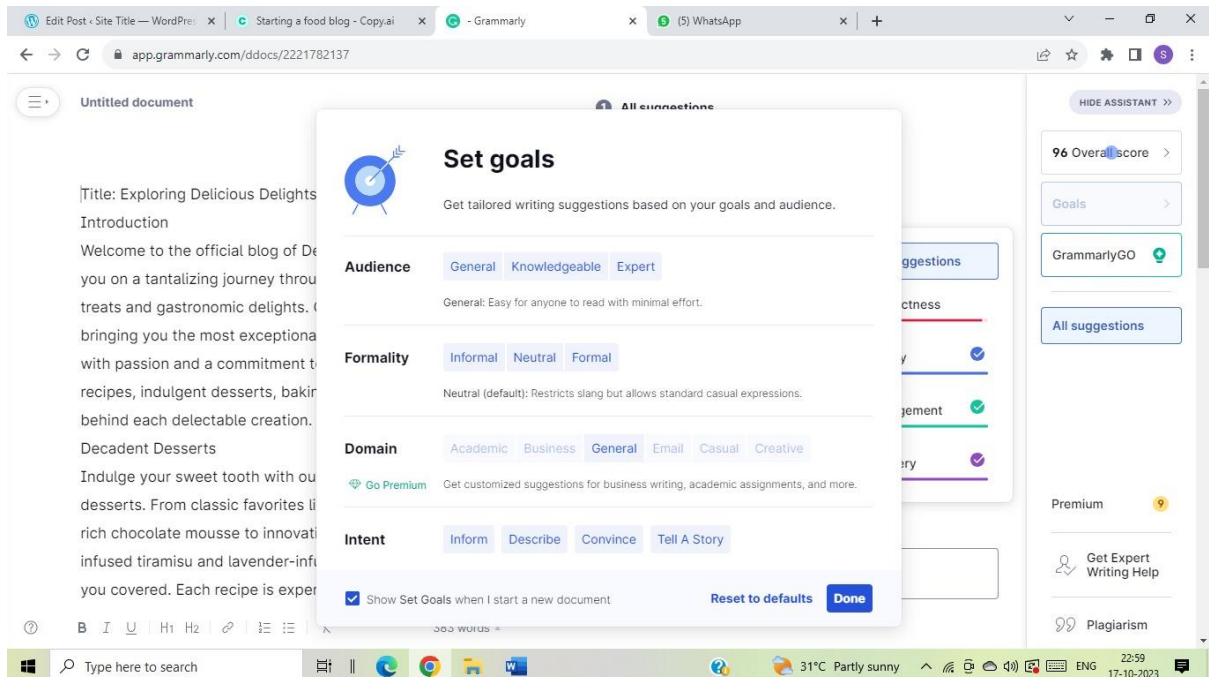 Edit Post ‹ Site Title — WordPres
Starting a food blog - Copy.ai
- Grammarly
(5) WhatsApp
app.grammarly.com/ddocs/2221782137
S
Untitled document
1 All suggestions
HIDE ASSISTANT
96 Overall score
Goals
GrammarlyGO
All suggestions
Premium 9
Get Expert
Writing Help
Plagiarism
Title: Exploring Delicious Delights
Introduction
Welcome to the official blog of De
you on a tantalizing journey throu
treats and gastronomic delights.
bringing you the most exceptiona
with passion and a commitment t
recipes, indulgent desserts, bakin
behind each delectable creation.
Decadent Desserts
Indulge your sweet tooth with ou
desserts. From classic favorites li
rich chocolate mousse to innovati
infused tiramisu and lavender-infu
you covered. Each recipe is exper
Set goals
Get tailored writing suggestions based on your goals and audience.
Audience General Knowledgeable Expert
General: Easy for anyone to read with minimal effort.
Formality Informal Neutral Formal
Neutral (default): Restricts slang but allows standard casual expressions.
Domain Academic Business General Email Casual Creative
Go Premium Get customized suggestions for business writing, academic assignments, and more.
Intent Inform Describe Convince Tell A Story
Show Set Goals when I start a new document Reset to defaults Done
ggestions
ctness
y
gement
ery
B I U H1 H2
383 words
Type here to search
31°C Partly sunny
ENG
22:59
17-10-2023